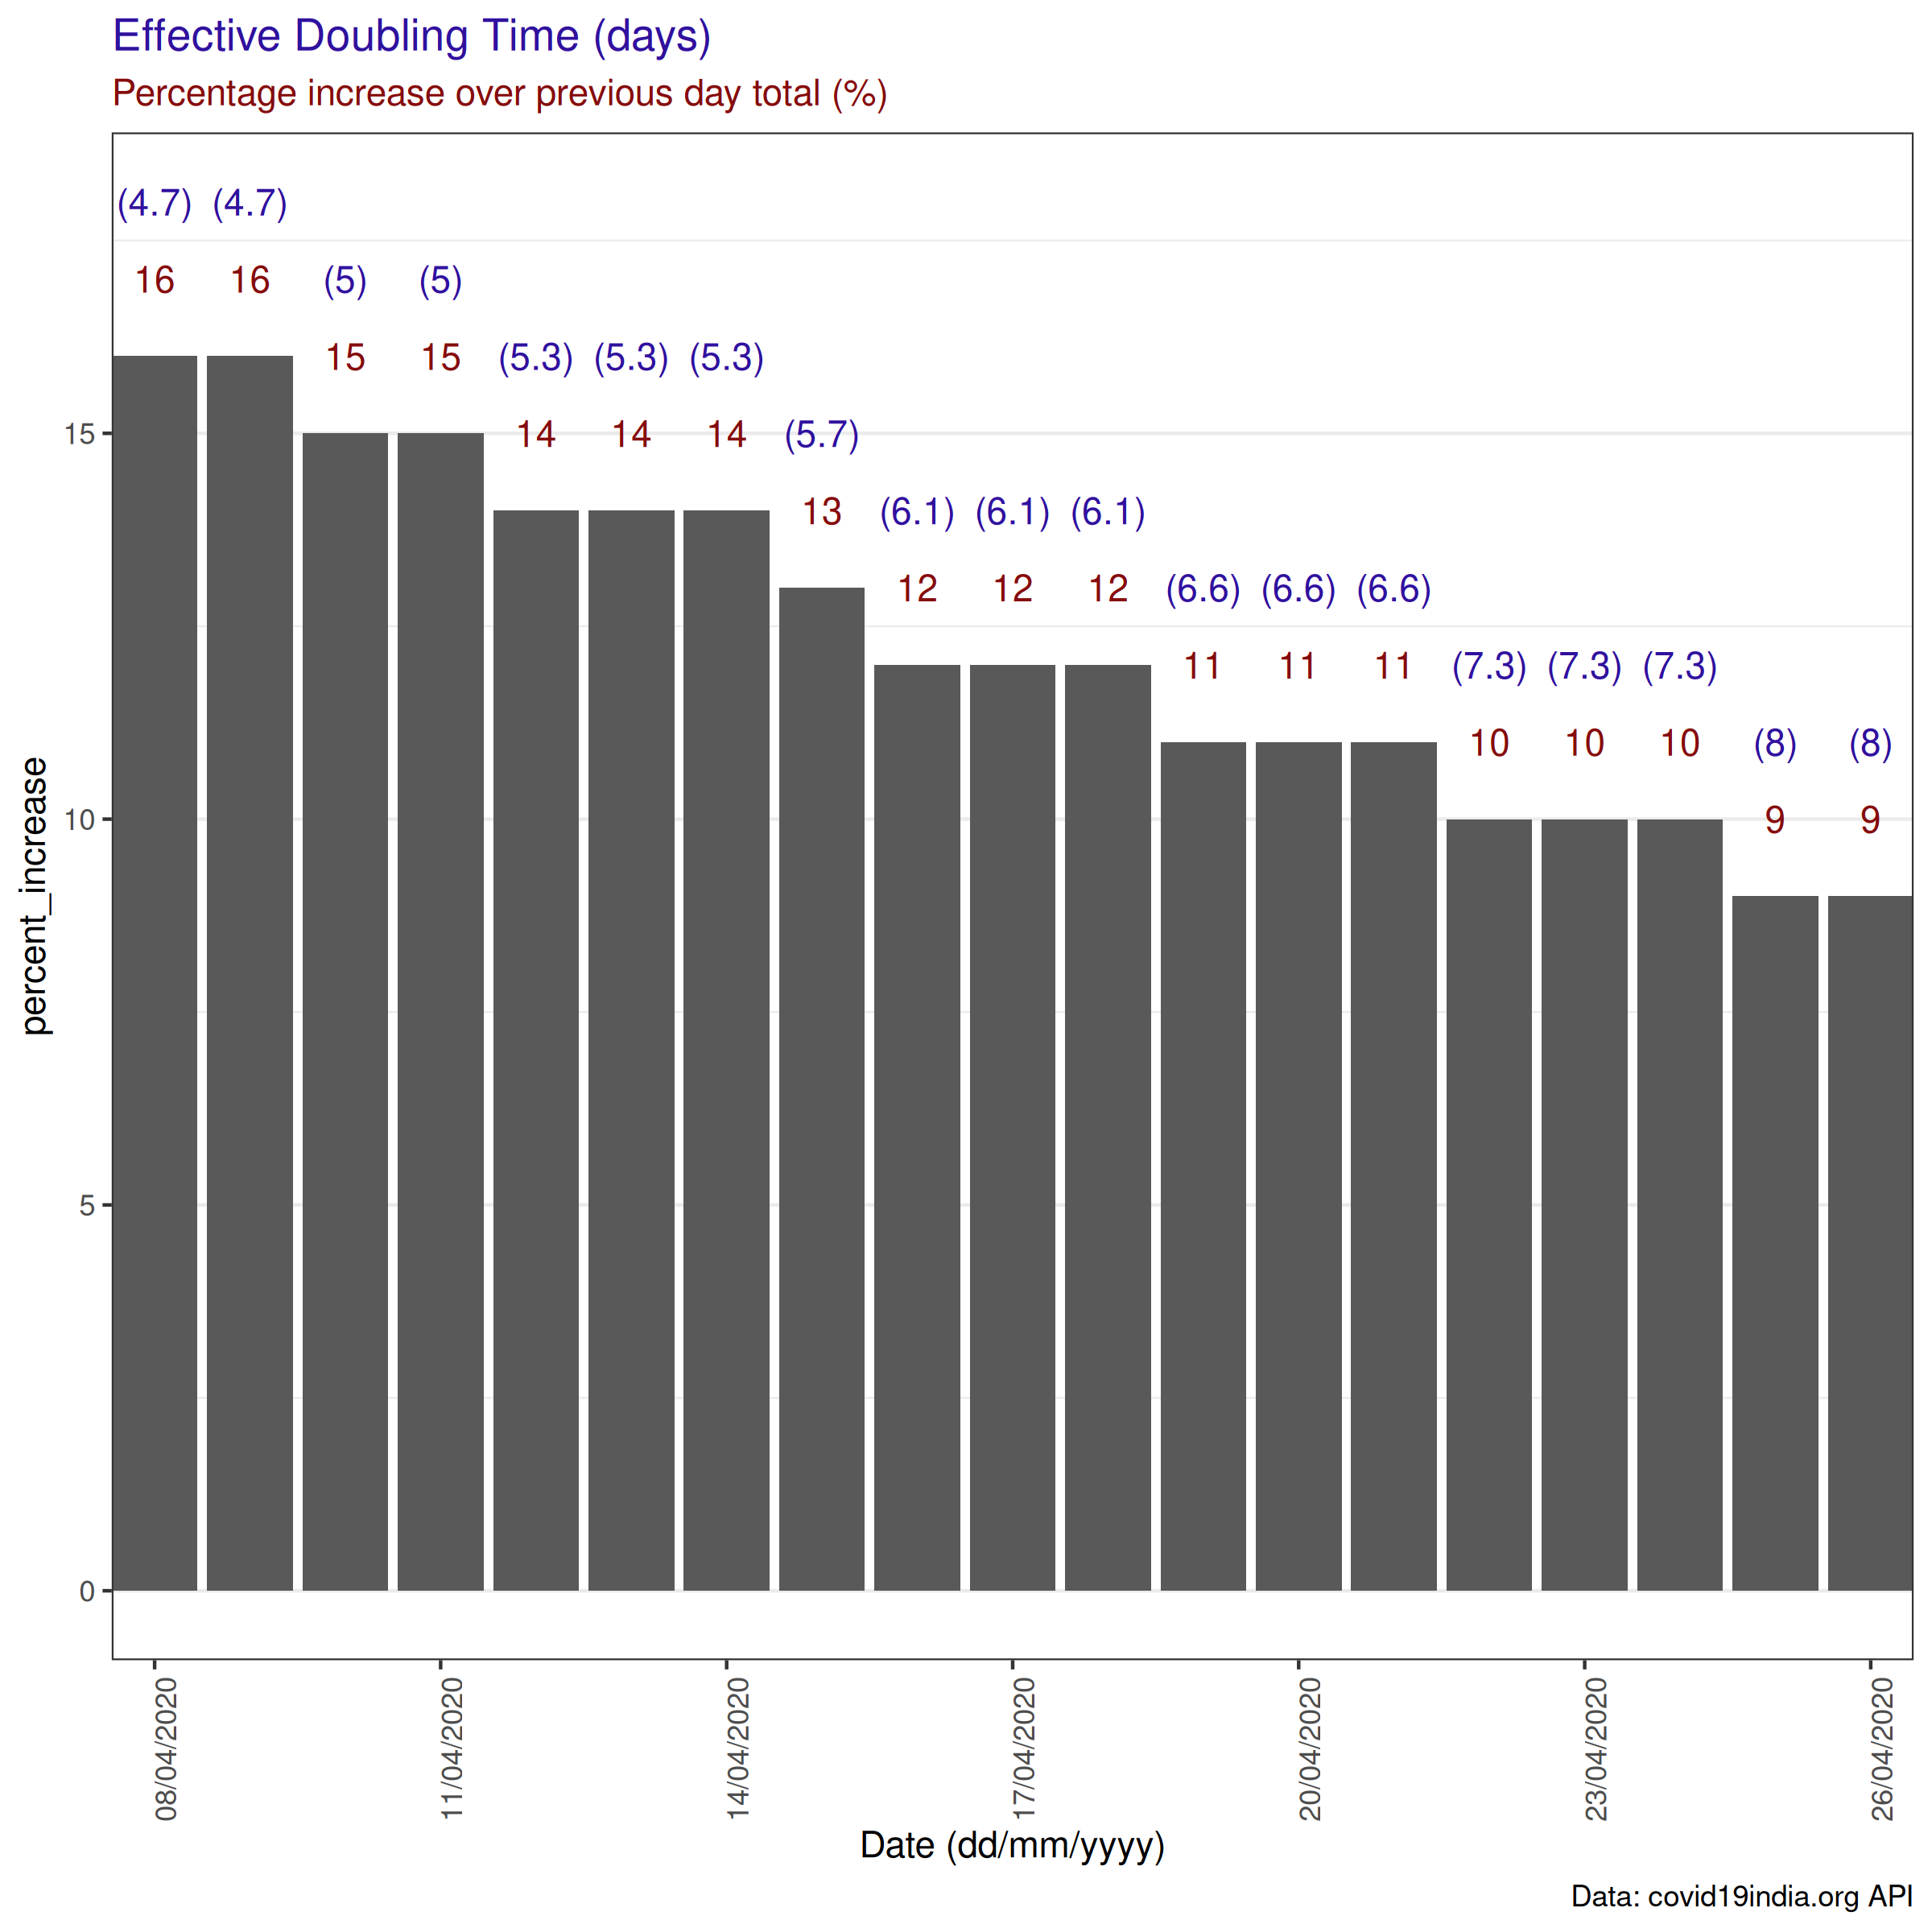 Effective Doubling Time (days)
Percentage increase over previous day total (%)
(4.7) (4.7)
16 16 (5) (5)
15 15 (5.3) (5.3) (5.3)
15 14 14 14 (5.7)
13 (6.1) (6.1) (6.1)
12 12 12 (6.6) (6.6) (6.6)
11 11 11 (7.3) (7.3) (7.3)
10 10 10 (8) (8)
10 9 9
5
0
percent_increase
08/04/2020 11/04/2020 14/04/2020 17/04/2020 20/04/2020 23/04/2020 26/04/2020
Date (dd/mm/yyyy)
Data: covid19india.org API